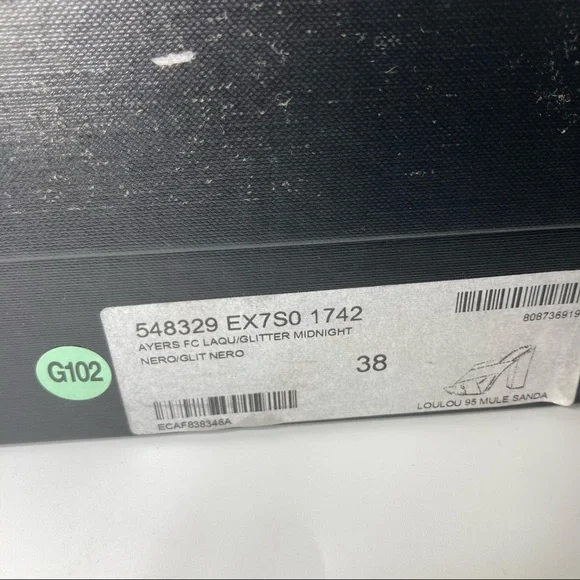 548329 EX7S0 1742
AYERS FC LAQU/GLITTER MIDNIGHT
NERO/GLIT NERO
38
808736919
G102
ECAF838346A
LOULOU 95 MULE SANDA